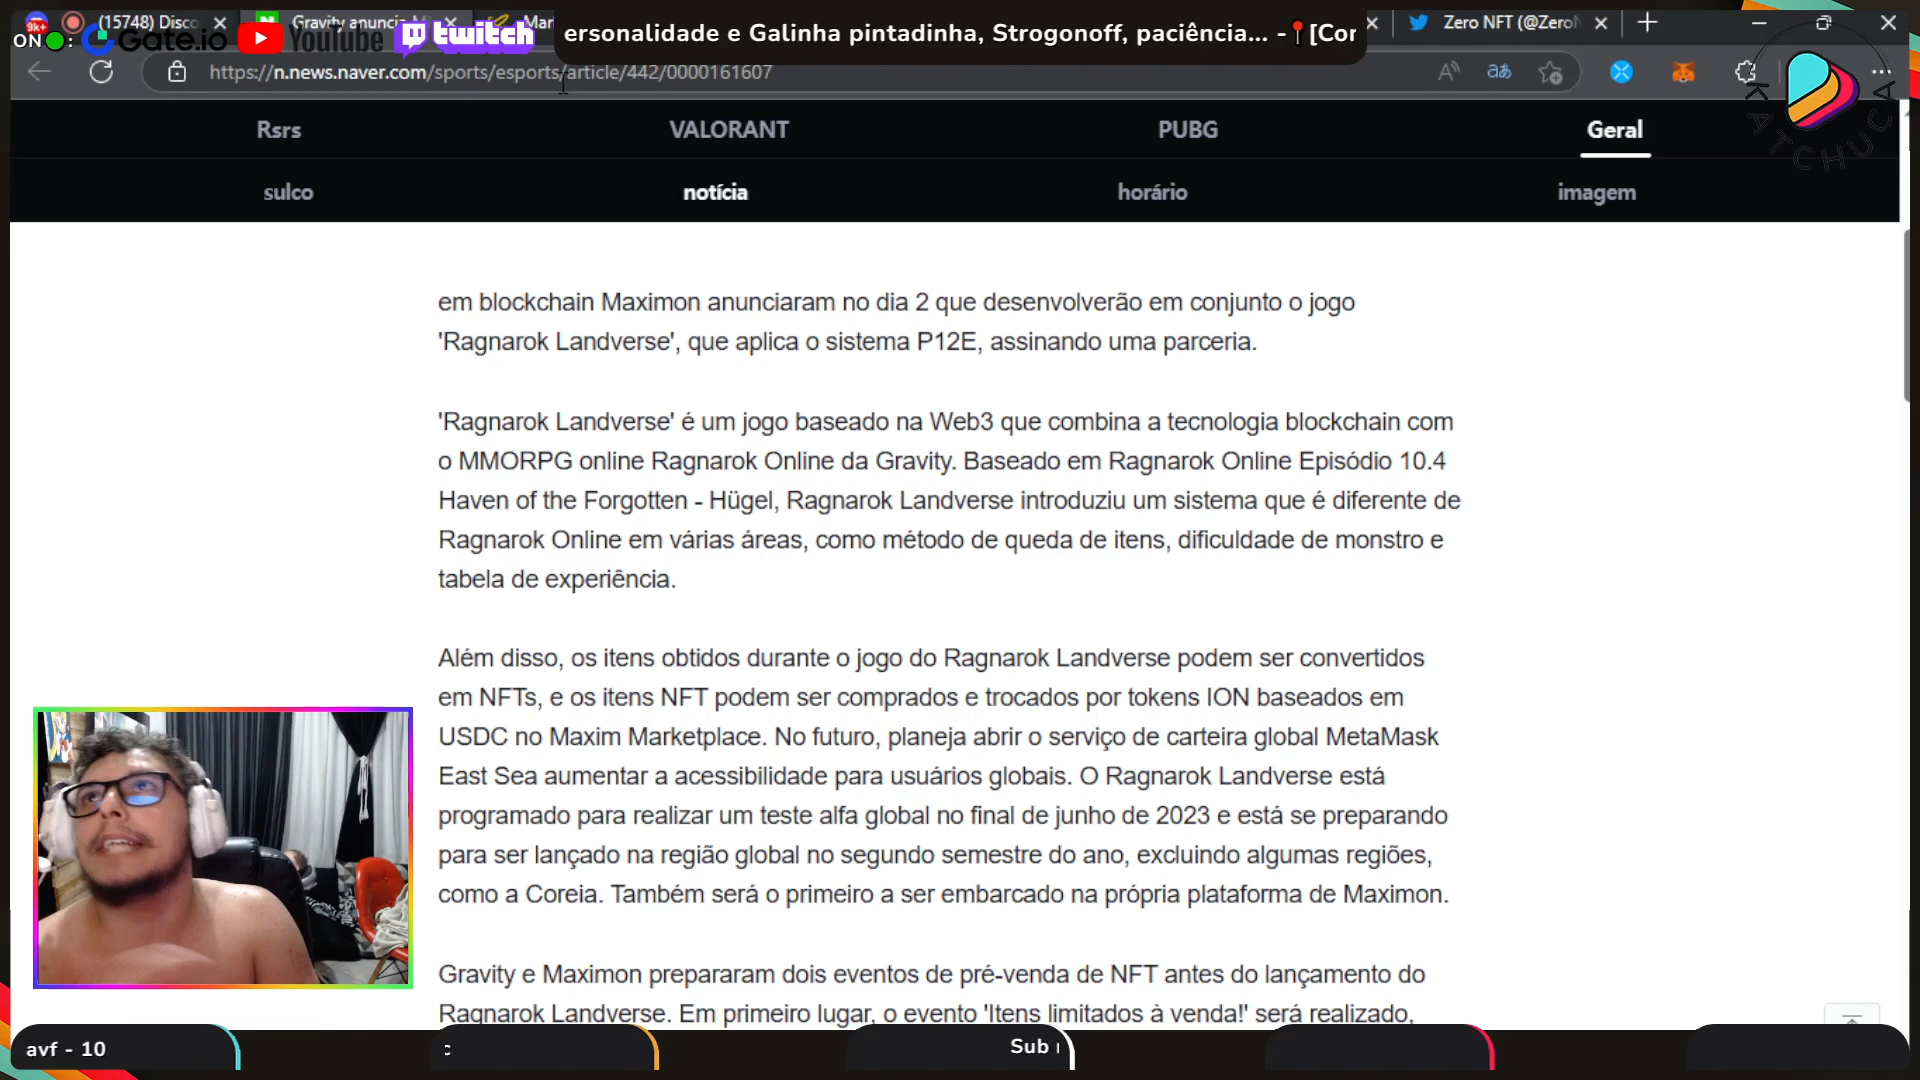 (15748) Disco
Gravity anuncia
Mar
Zero NFT (@Zero
9k+
ON :
Gate.io
YouTube
twitch
ersonalidade e Galinha pintadinha, Strogonoff, paciência... - [Cor
https://n.news.naver.com/sports/esports/article/442/0000161607
KATCHUCA
Rsrs
VALORANT
PUBG
Geral
sulco
notícia
horário
imagem
em blockchain Maximon anunciaram no dia 2 que desenvolverão em conjunto o jogo
'Ragnarok Landverse', que aplica o sistema P12E, assinando uma parceria.
'Ragnarok Landverse' é um jogo baseado na Web3 que combina a tecnologia blockchain com
o MMORPG online Ragnarok Online da Gravity. Baseado em Ragnarok Online Episódio 10.4
Haven of the Forgotten - Hügel, Ragnarok Landverse introduziu um sistema que é diferente de
Ragnarok Online em várias áreas, como método de queda de itens, dificuldade de monstro e
tabela de experiência.
Além disso, os itens obtidos durante o jogo do Ragnarok Landverse podem ser convertidos
em NFTs, e os itens NFT podem ser comprados e trocados por tokens ION baseados em
USDC no Maxim Marketplace. No futuro, planeja abrir o serviço de carteira global MetaMask
East Sea aumentar a acessibilidade para usuários globais. O Ragnarok Landverse está
programado para realizar um teste alfa global no final de junho de 2023 e está se preparando
para ser lançado na região global no segundo semestre do ano, excluindo algumas regiões,
como a Coreia. Também será o primeiro a ser embarcado na própria plataforma de Maximon.
Gravity e Maximon prepararam dois eventos de pré-venda de NFT antes do lançamento do
Ragnarok Landverse. Em primeiro lugar, o evento 'Itens limitados à venda!' será realizado,
avf - 10
c
Sub